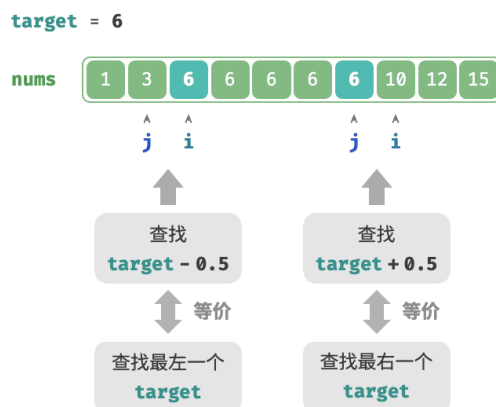 target = 6
nums 1 3 6 6 6 6 6 10 12 15
j i j i
查找 查找
target - 0.5 target + 0.5
等价 等价
查找最左一个 查找最右一个
target target